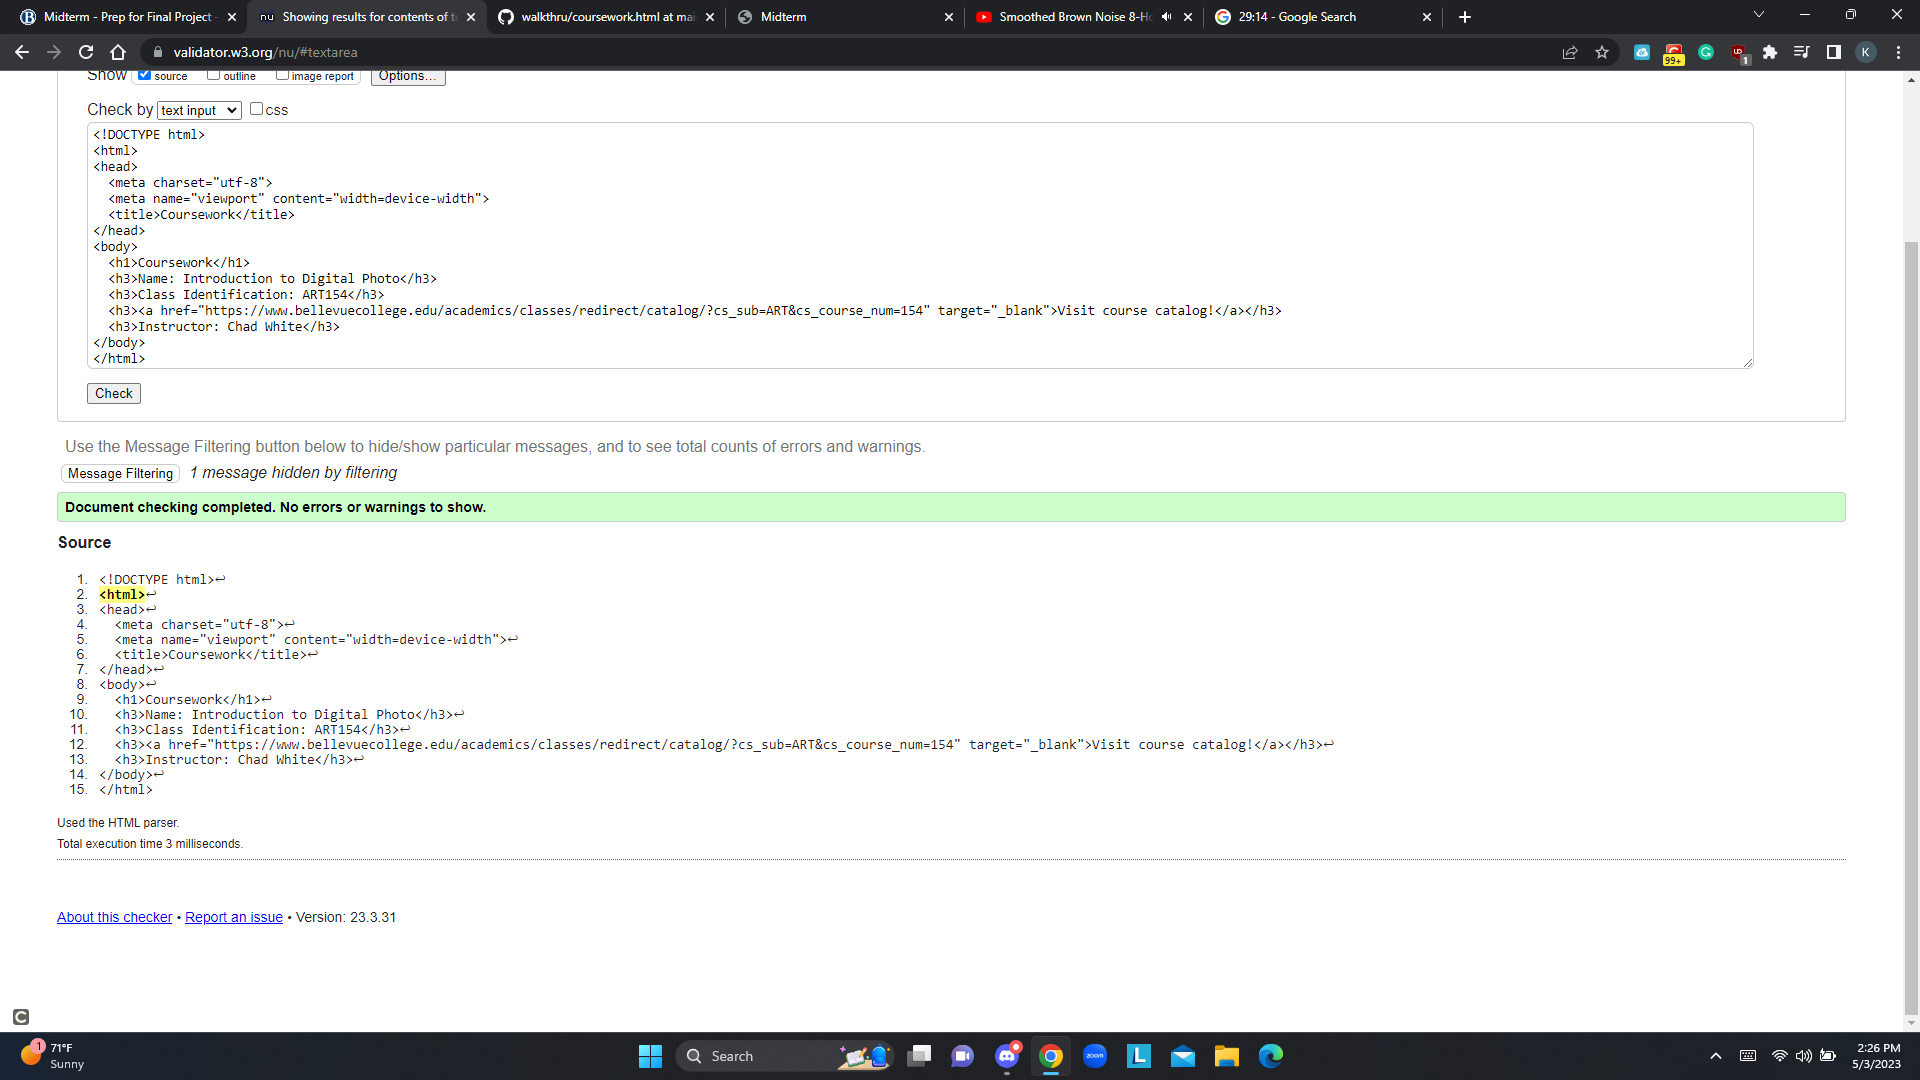 Midterm - Prep for Final Project -
Showing results for contents of te
walkthru/coursework.html at mai
Midterm
Smoothed Brown Noise 8-Ho
29:14 - Google Search
validator.w3.org/nu/#textarea
99+
1
K
Show source outline image report Options...
Check by text input css
<!DOCTYPE html>
<html>
<head>
  <meta charset="utf-8">
  <meta name="viewport" content="width=device-width">
  <title>Coursework</title>
</head>
<body>
  <h1>Coursework</h1>
  <h3>Name: Introduction to Digital Photo</h3>
  <h3>Class Identification: ART154</h3>
  <h3><a href="https://www.bellevuecollege.edu/academics/classes/redirect/catalog/?cs_sub=ART&cs_course_num=154" target="_blank">Visit course catalog!</a></h3>
  <h3>Instructor: Chad White</h3>
</body>
</html>
Check
Use the Message Filtering button below to hide/show particular messages, and to see total counts of errors and warnings.
Message Filtering 1 message hidden by filtering
Document checking completed. No errors or warnings to show.
Source
1. <!DOCTYPE html>↩
2. <html>↩
3. <head>↩
4.   <meta charset="utf-8">↩
5.   <meta name="viewport" content="width=device-width">↩
6.   <title>Coursework</title>↩
7. </head>↩
8. <body>↩
9.   <h1>Coursework</h1>↩
10.   <h3>Name: Introduction to Digital Photo</h3>↩
11.   <h3>Class Identification: ART154</h3>↩
12.   <h3><a href="https://www.bellevuecollege.edu/academics/classes/redirect/catalog/?cs_sub=ART&cs_course_num=154" target="_blank">Visit course catalog!</a></h3>↩
13.   <h3>Instructor: Chad White</h3>↩
14. </body>↩
15. </html>
Used the HTML parser.
Total execution time 3 milliseconds.
About this checker • Report an issue • Version: 23.3.31
1
71°F
Sunny
Search
zoom
L
2:26 PM
5/3/2023